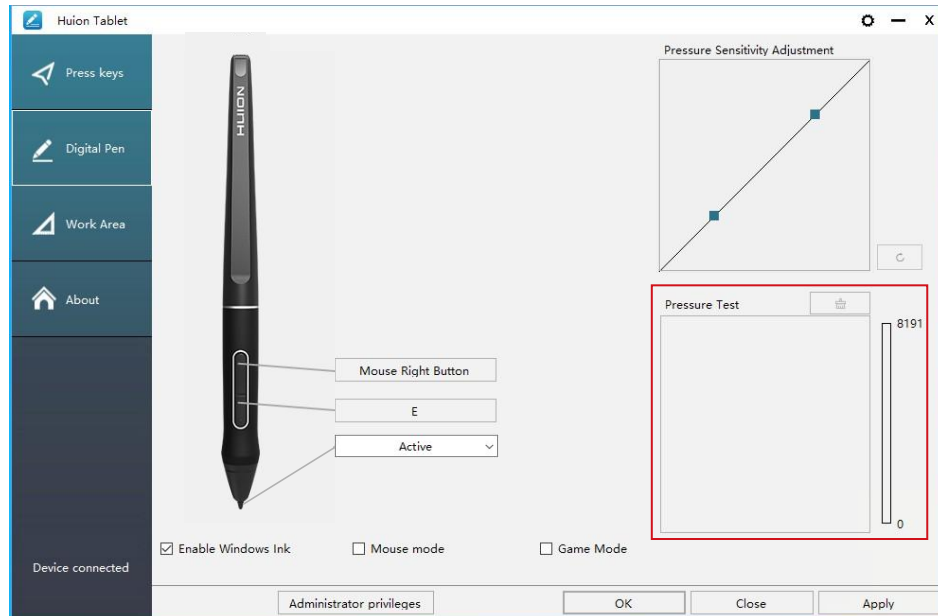 Huion Tablet
X
Press keys
Digital Pen
Work Area
About
Device connected
HUION
Mouse Right Button
E
Active
Pressure Sensitivity Adjustment
Pressure Test
8191
0
Enable Windows Ink
Mouse mode
Game Mode
Administrator privileges
OK
Close
Apply